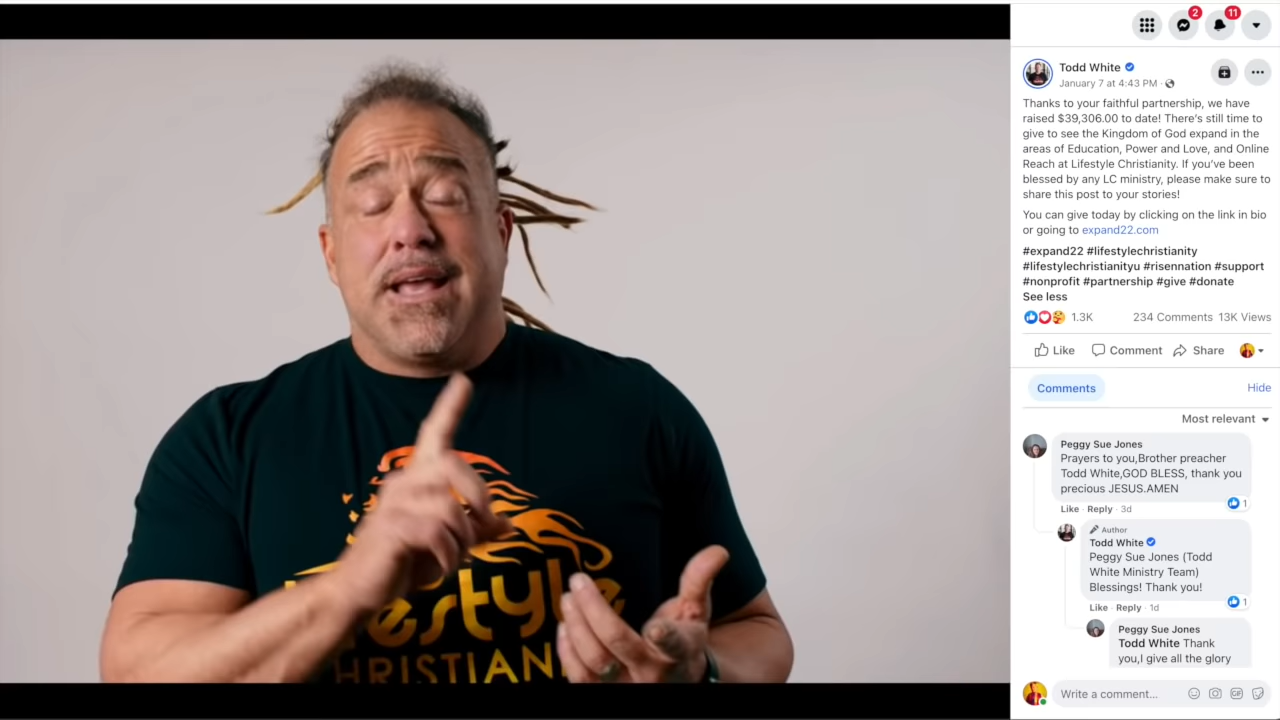 2
11
Todd White
January 7 at 4:43 PM ·
Thanks to your faithful partnership, we have
raised $39,306.00 to date! There's still time to
give to see the Kingdom of God expand in the
areas of Education, Power and Love, and Online
Reach at Lifestyle Christianity. If you've been
blessed by any LC ministry, please make sure to
share this post to your stories!
You can give today by clicking on the link in bio
or going to expand22.com
#expand22 #lifestylechristianity
#lifestylechristianityu #risennation #support
#nonprofit #partnership #give #donate
See less
1.3K 234 Comments 13K Views
Like Comment Share
Comments Hide
Most relevant
Peggy Sue Jones
Prayers to you,Brother preacher
Todd White,GOD BLESS, thank you
precious JESUS.AMEN
1
Like · Reply · 3d
Author
Todd White
Peggy Sue Jones (Todd
White Ministry Team)
Blessings! Thank you!
1
Like · Reply · 1d
Peggy Sue Jones
Todd White Thank
you,I give all the glory
Write a comment...
GIF